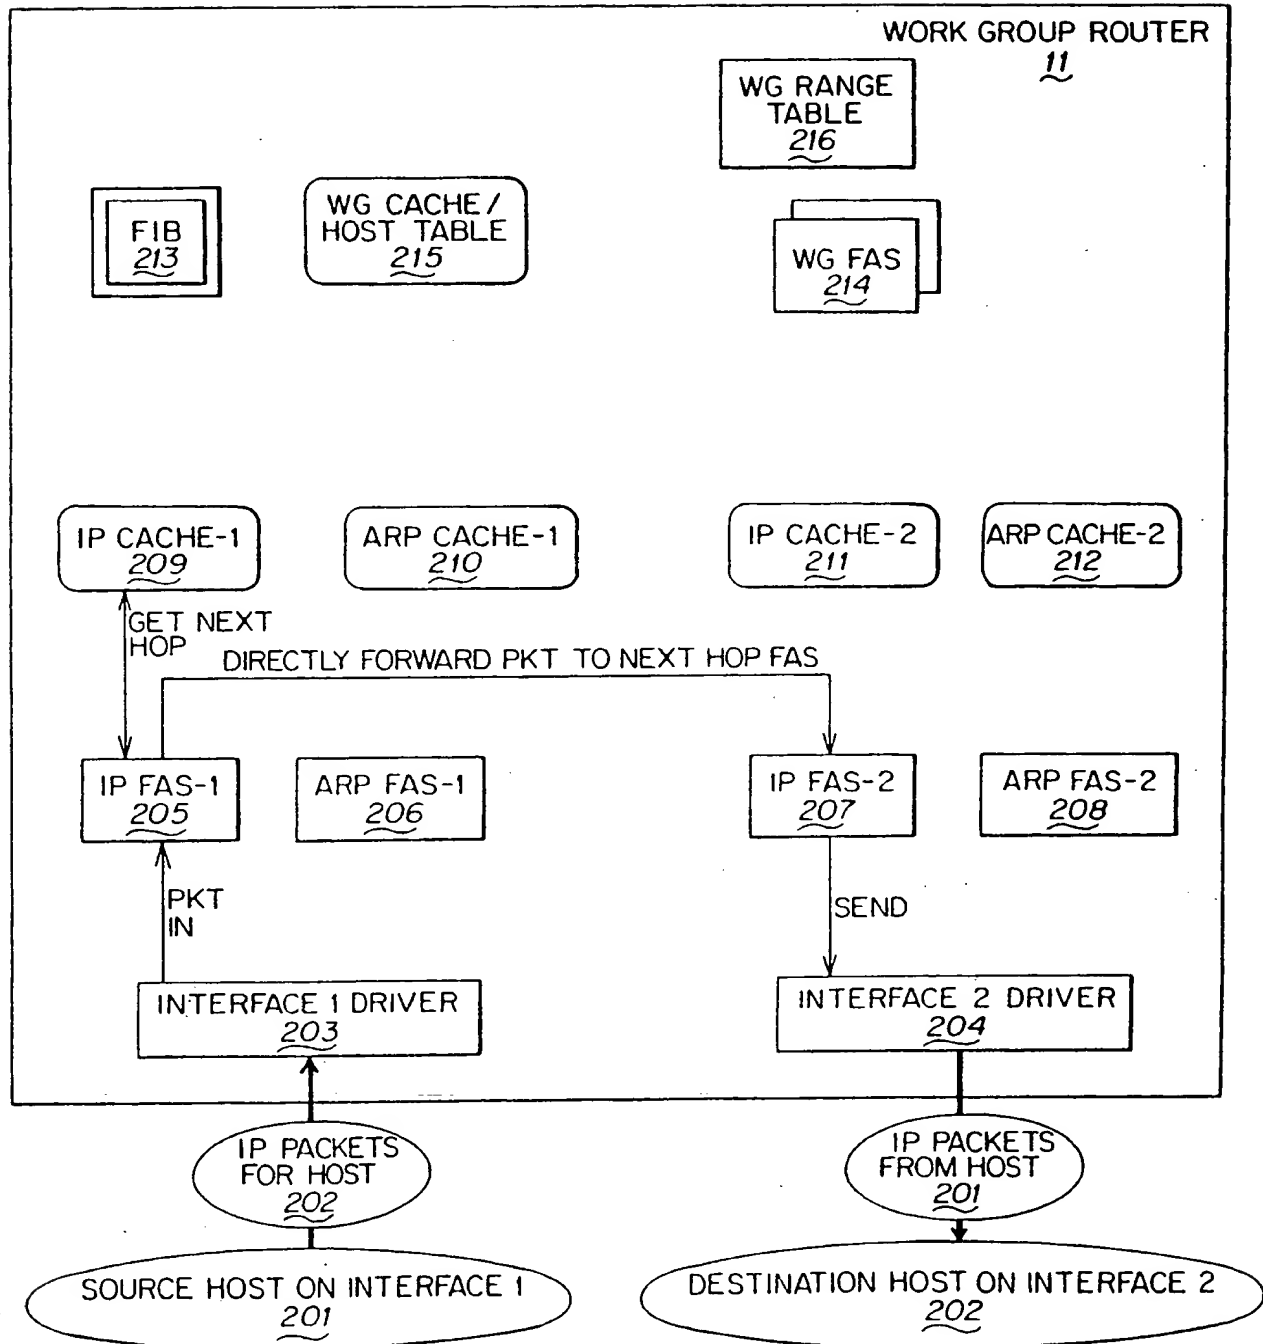 WORK GROUP ROUTER
11
WG RANGE
TABLE
216
FIB
213
WG CACHE/
HOST TABLE
215
WG FAS
214
IP CACHE-1
209
ARP CACHE-1
210
IP CACHE-2
211
ARP CACHE-2
212
GET NEXT
HOP
DIRECTLY FORWARD PKT TO NEXT HOP FAS
IP FAS-1
205
ARP FAS-1
206
IP FAS-2
207
ARP FAS-2
208
PKT
IN
SEND
INTERFACE 1 DRIVER
203
INTERFACE 2 DRIVER
204
IP PACKETS
FOR HOST
202
IP PACKETS
FROM HOST
201
SOURCE HOST ON INTERFACE 1
201
DESTINATION HOST ON INTERFACE 2
202